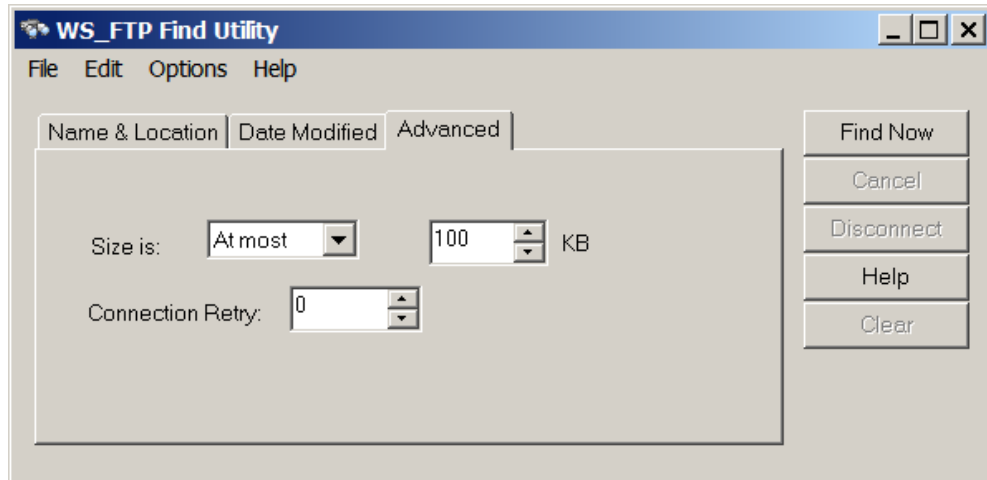 WS_FTP Find Utility
File Edit Options Help
Name & Location Date Modified Advanced
Find Now
Cancel
Size is: At most 100 KB
Disconnect
Help
Connection Retry: 0
Clear